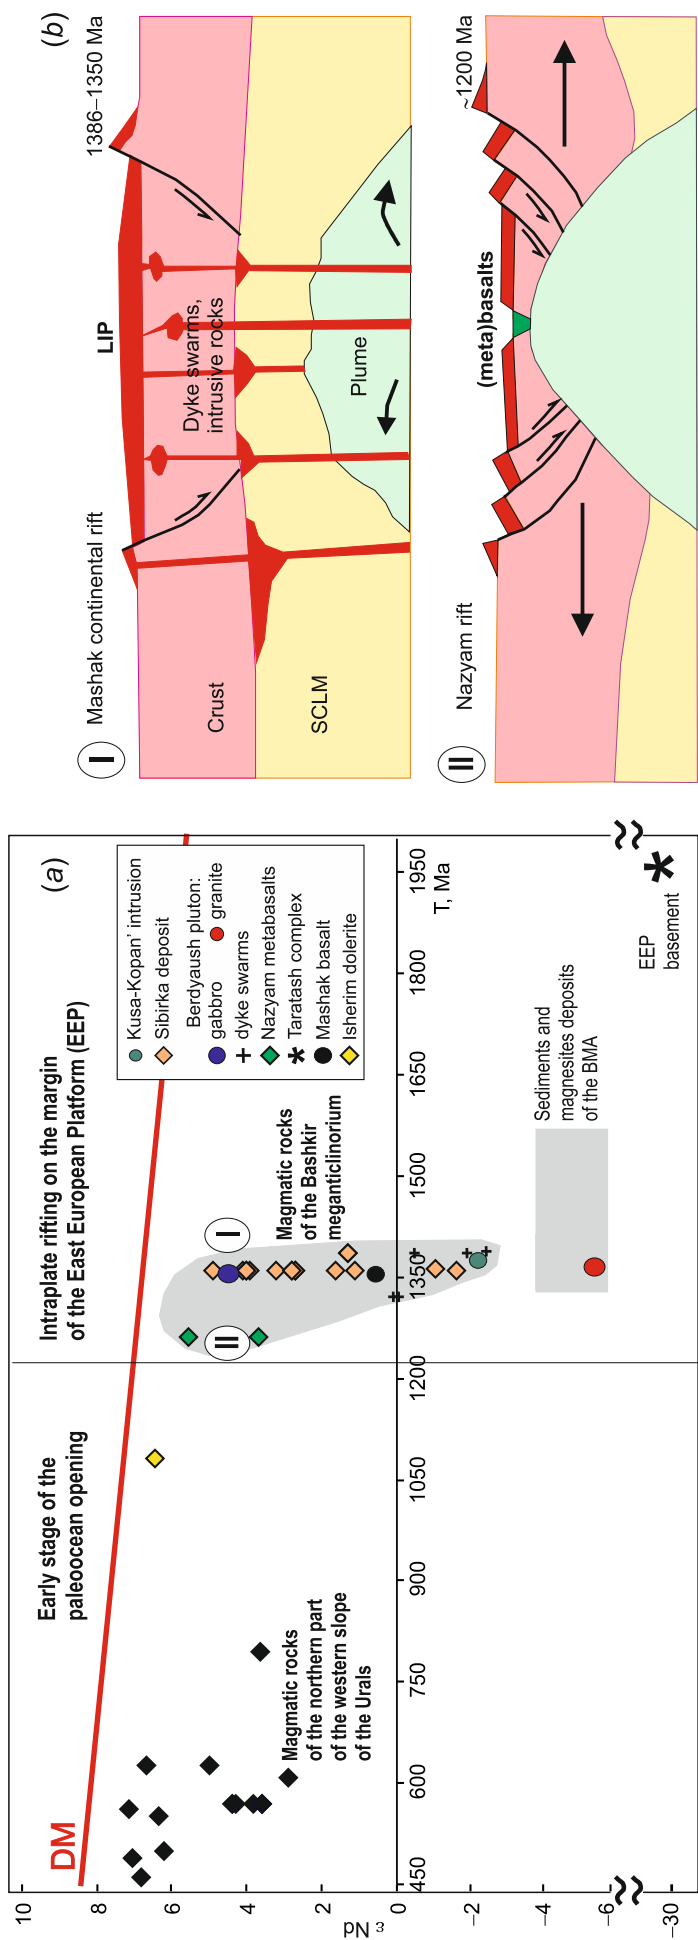 (a)
Early stage of the
paleoocean opening
Intraplate rifting on the margin
of the East European Platform (EEP)
DM
Kusa-Kopan' intrusion
Sibirka deposit
Berdyaush pluton:
gabbro granite
dyke swarms
Nazyam metabasalts
Taratash complex
Mashak basalt
Isherim dolerite
Magmatic rocks
of the Bashkir
meganticlinorium
I
II
Magmatic rocks
of the northern part
of the western slope
of the Urals
Sediments and
magnesites deposits
of the BMA
EEP
basement
10
8
6
4
2
0
−2
−4
−6
−30
ε Nd
450 600 750 900 1050 1200 1350 1500 1650 1800 1950
T, Ma
(b)
I Mashak continental rift
1386–1350 Ma
LIP
Crust
Dyke swarms,
intrusive rocks
SCLM
Plume
II Nazyam rift
~1200 Ma
(meta)basalts